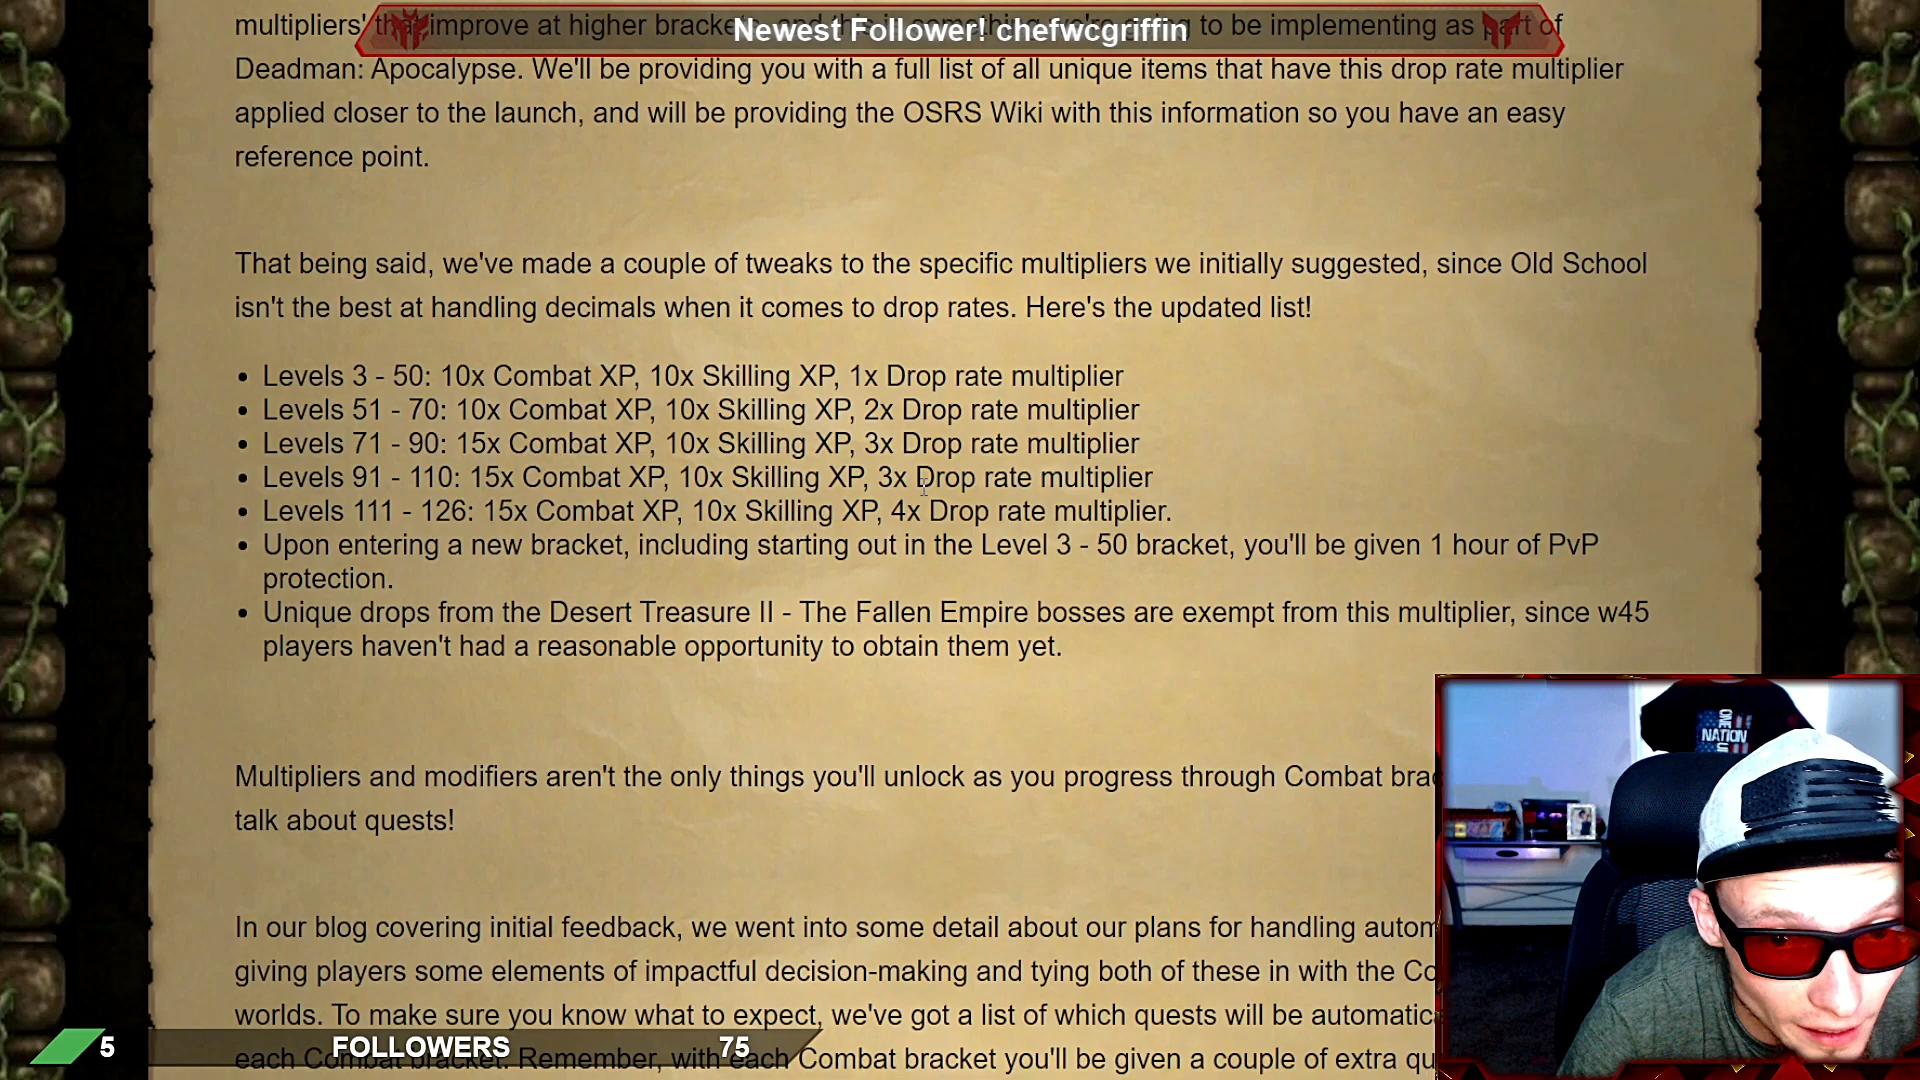 multipliers' that improve at higher to be implementing as part of
Newest Follower! chefwcgriffin
Deadman: Apocalypse. We'll be providing you with a full list of all unique items that have this drop rate multiplier
applied closer to the launch, and will be providing the OSRS Wiki with this information so you have an easy
reference point.
That being said, we've made a couple of tweaks to the specific multipliers we initially suggested, since Old School
isn't the best at handling decimals when it comes to drop rates. Here's the updated list!
• Levels 3 - 50: 10x Combat XP, 10x Skilling XP, 1x Drop rate multiplier
• Levels 51 - 70: 10x Combat XP, 10x Skilling XP, 2x Drop rate multiplier
• Levels 71 - 90: 15x Combat XP, 10x Skilling XP, 3x Drop rate multiplier
• Levels 91 - 110: 15x Combat XP, 10x Skilling XP, 3x Drop rate multiplier
• Levels 111 - 126: 15x Combat XP, 10x Skilling XP, 4x Drop rate multiplier.
• Upon entering a new bracket, including starting out in the Level 3 - 50 bracket, you'll be given 1 hour of PvP
protection.
• Unique drops from the Desert Treasure II - The Fallen Empire bosses are exempt from this multiplier, since w45
players haven't had a reasonable opportunity to obtain them yet.
Multipliers and modifiers aren't the only things you'll unlock as you progress through Combat
talk about quests!
In our blog covering initial feedback, we went into some detail about our plans for handling
giving players some elements of impactful decision-making and tying both of these in with the
worlds. To make sure you know what to expect, we've got a list of which quests will be
each Combat bracket. Remember, with each Combat bracket you'll be given a couple of extra
5 FOLLOWERS 75
ONE
NATION